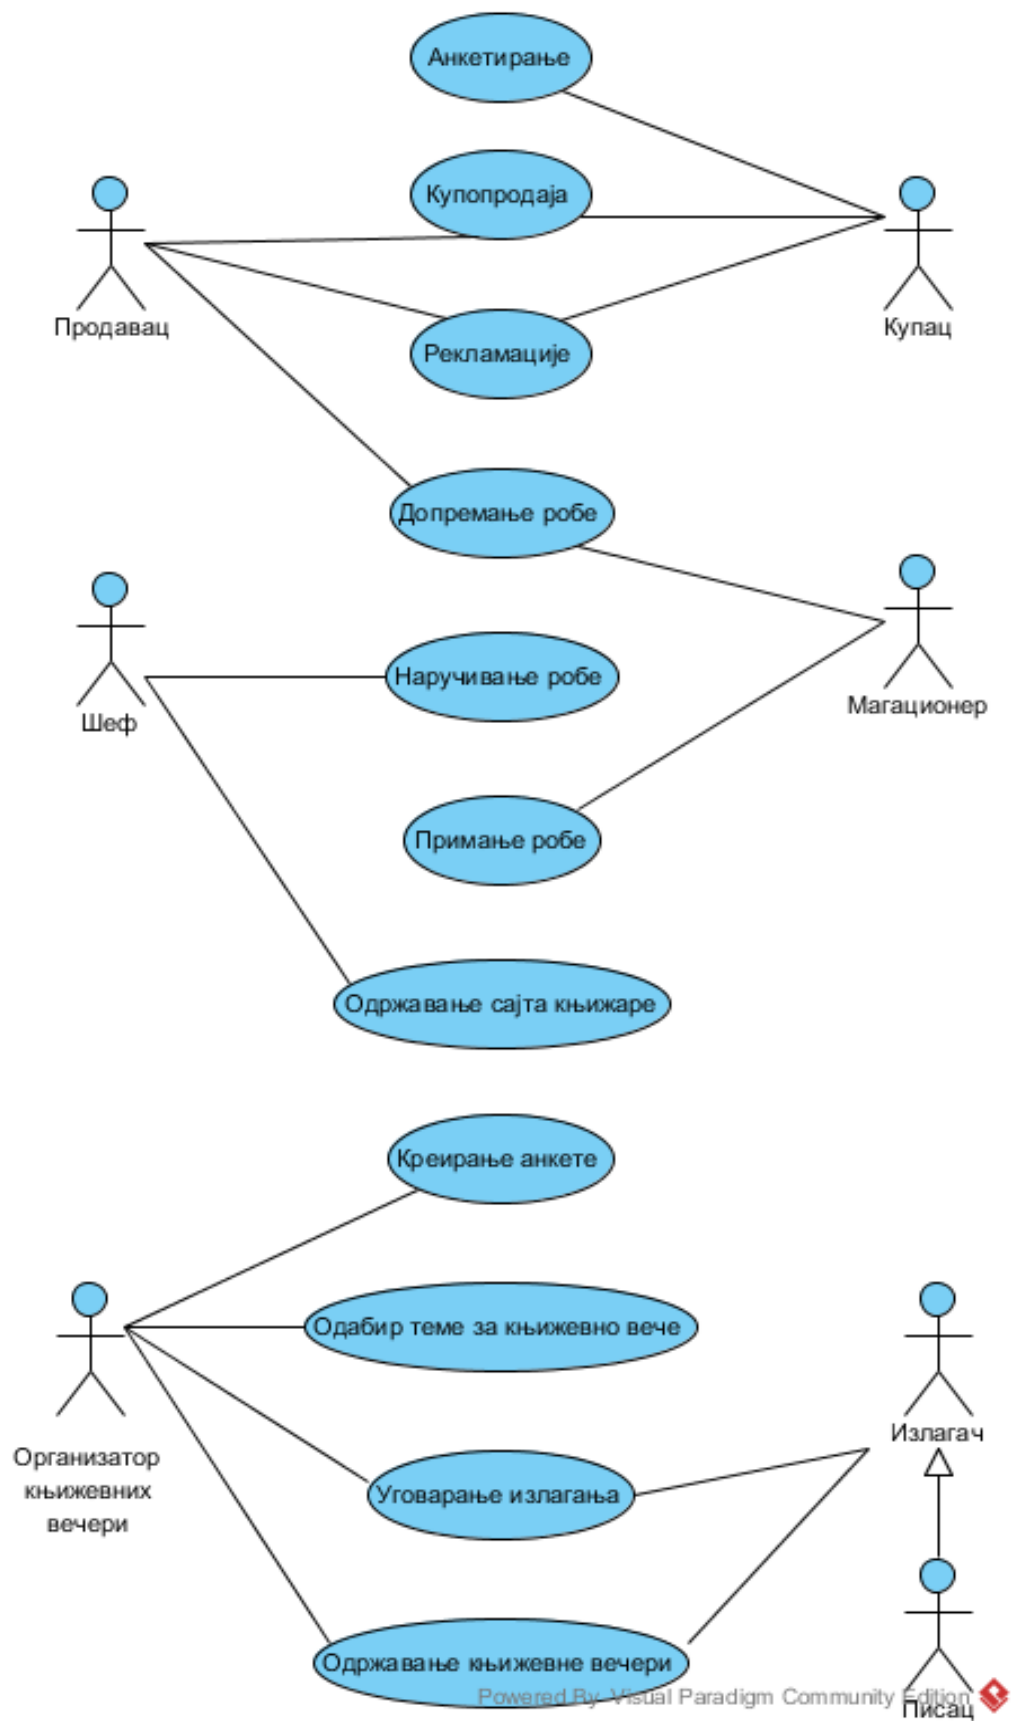 Анкетирање
Купопродаја
Продавац
Купац
Рекламације
Допремање робе
Наручивање робе
Шеф
Магационер
Примање робе
Одржавање сајта књижаре
Креирање анкете
Одабир теме за књижевно вече
Излагач
Организатор
књижевних
вечери
Уговарање излагања
Одржавање књижевне вечери
Powered By Visual Paradigm Community Edition
Писац